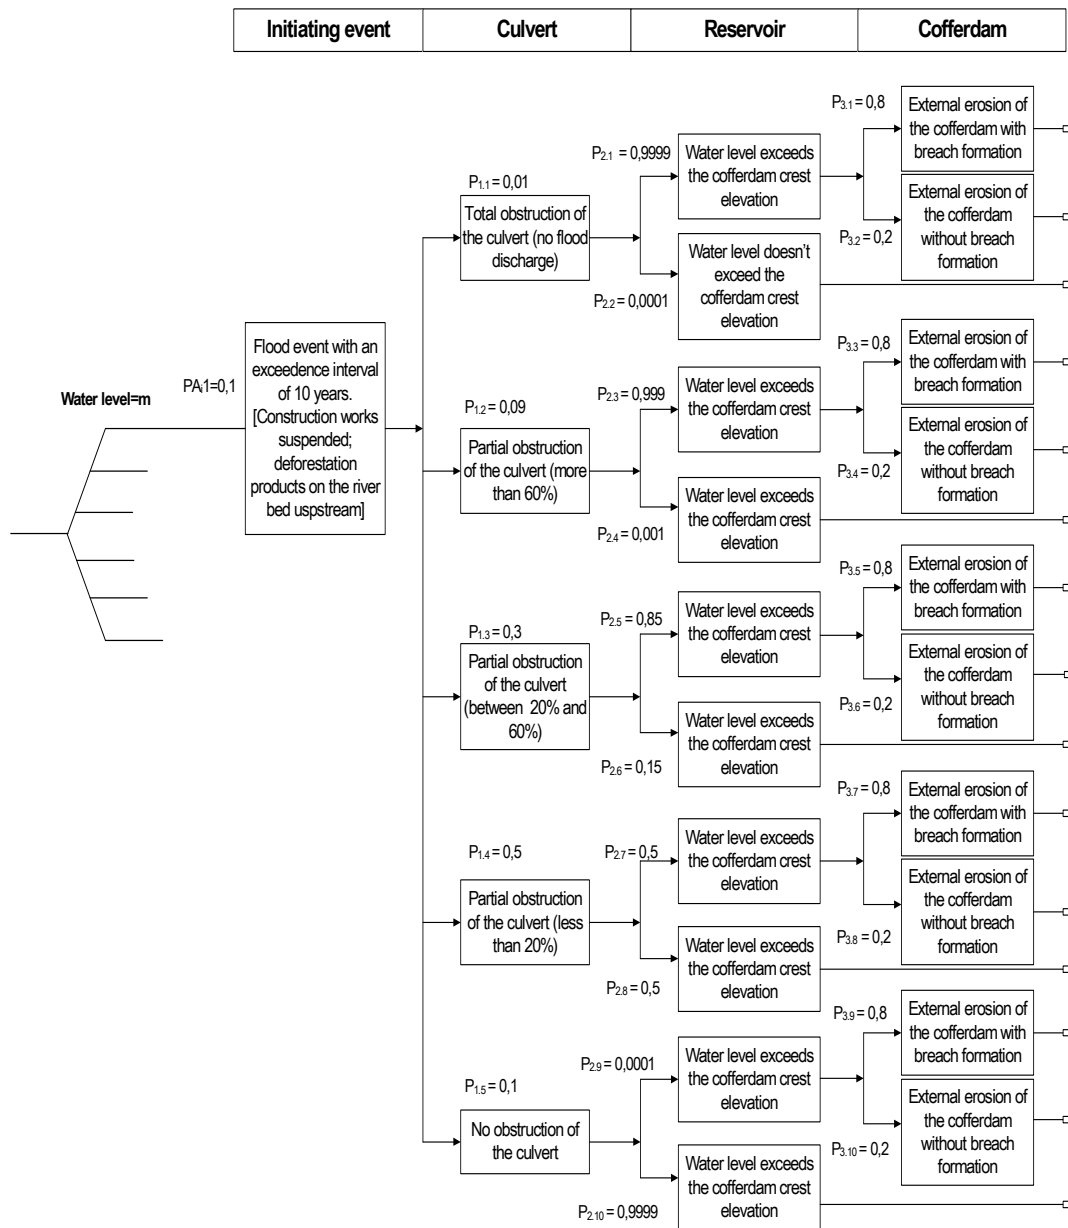 Initiating event
Culvert
Reservoir
Cofferdam
Water level=m
PAi1=0,1
Flood event with an
exceedence interval
of 10 years.
[Construction works
suspended;
deforestation
products on the river
bed uspstream]
P1.1 = 0,01
Total obstruction of
the culvert (no flood
discharge)
P2.1 = 0,9999
Water level exceeds
the cofferdam crest
elevation
P3.1 = 0,8
External erosion of
the cofferdam with
breach formation
P3.2 = 0,2
External erosion of
the cofferdam
without breach
formation
P2.2 = 0,0001
Water level doesn't
exceed the
cofferdam crest
elevation
P1.2 = 0,09
Partial obstruction
of the culvert (more
than 60%)
P2.3 = 0,999
Water level exceeds
the cofferdam crest
elevation
P3.3 = 0,8
External erosion of
the cofferdam with
breach formation
P3.4 = 0,2
External erosion of
the cofferdam
without breach
formation
P2.4 = 0,001
Water level exceeds
the cofferdam crest
elevation
P1.3 = 0,3
Partial obstruction
of the culvert
(between 20% and
60%)
P2.5 = 0,85
Water level exceeds
the cofferdam crest
elevation
P3.5 = 0,8
External erosion of
the cofferdam with
breach formation
P3.6 = 0,2
External erosion of
the cofferdam
without breach
formation
P2.6 = 0,15
Water level exceeds
the cofferdam crest
elevation
P1.4 = 0,5
Partial obstruction
of the culvert (less
than 20%)
P2.7 = 0,5
Water level exceeds
the cofferdam crest
elevation
P3.7 = 0,8
External erosion of
the cofferdam with
breach formation
P3.8 = 0,2
External erosion of
the cofferdam
without breach
formation
P2.8 = 0,5
Water level exceeds
the cofferdam crest
elevation
P1.5 = 0,1
No obstruction of
the culvert
P2.9 = 0,0001
Water level exceeds
the cofferdam crest
elevation
P3.9 = 0,8
External erosion of
the cofferdam with
breach formation
P3.10 = 0,2
External erosion of
the cofferdam
without breach
formation
P2.10 = 0,9999
Water level exceeds
the cofferdam crest
elevation